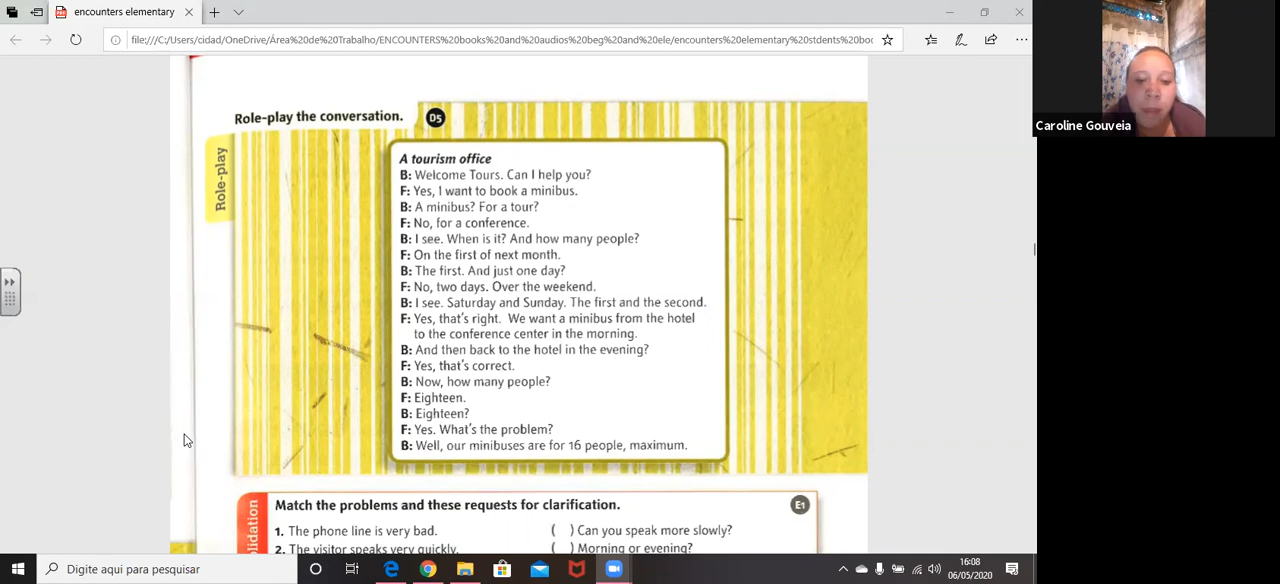 encounters elementary
file:///C:/Users/cidad/OneDrive/Área%20de%20Trabalho/ENCOUNTERS%20books%20and%20audios%20beg%20and%20ele/encounters%20elementary%20stdents%20boc
Caroline Gouveia
Role-play the conversation. D5
Role-play
A tourism office
B: Welcome Tours. Can I help you?
F: Yes, I want to book a minibus.
B: A minibus? For a tour?
F: No, for a conference.
B: I see. When is it? And how many people?
F: On the first of next month.
B: The first. And just one day?
F: No, two days. Over the weekend.
B: I see. Saturday and Sunday. The first and the second.
F: Yes, that's right. We want a minibus from the hotel
to the conference center in the morning.
B: And then back to the hotel in the evening?
F: Yes, that's correct.
B: Now, how many people?
F: Eighteen.
B: Eighteen?
F: Yes. What's the problem?
B: Well, our minibuses are for 16 people, maximum.
lidation
Match the problems and these requests for clarification. E1
1. The phone line is very bad. ( ) Can you speak more slowly?
2. The visitor speaks very quickly. ( ) Morning or evening?
Digite aqui para pesquisar
16:08
06/05/2020